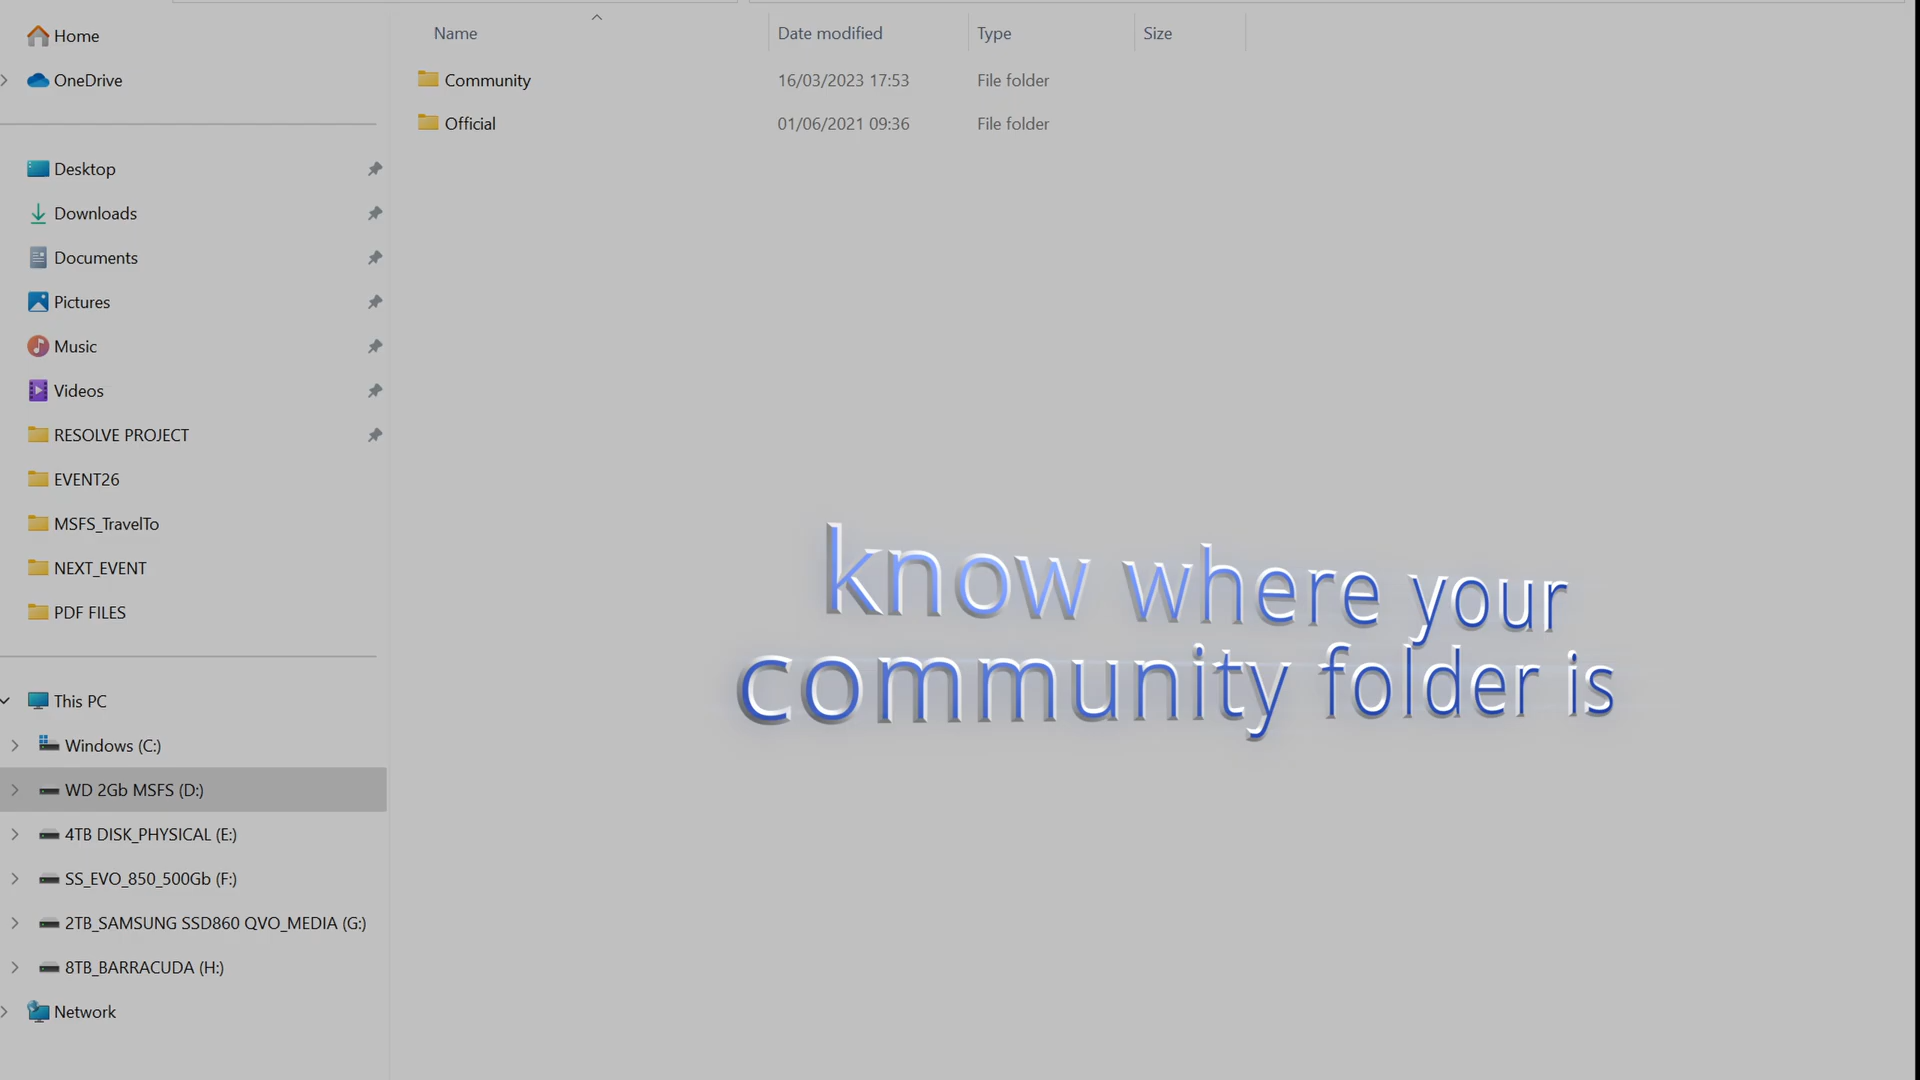 Home
OneDrive
Desktop
Downloads
Documents
Pictures
Music
Videos
RESOLVE PROJECT
EVENT26
MSFS_TravelTo
NEXT_EVENT
PDF FILES
This PC
Windows (C:)
WD 2Gb MSFS (D:)
4TB DISK_PHYSICAL (E:)
SS_EVO_850_500Gb (F:)
2TB_SAMSUNG SSD860 QVO_MEDIA (G:)
8TB_BARRACUDA (H:)
Network
Name Date modified Type Size
Community 16/03/2023 17:53 File folder
Official 01/06/2021 09:36 File folder
know where your
community folder is